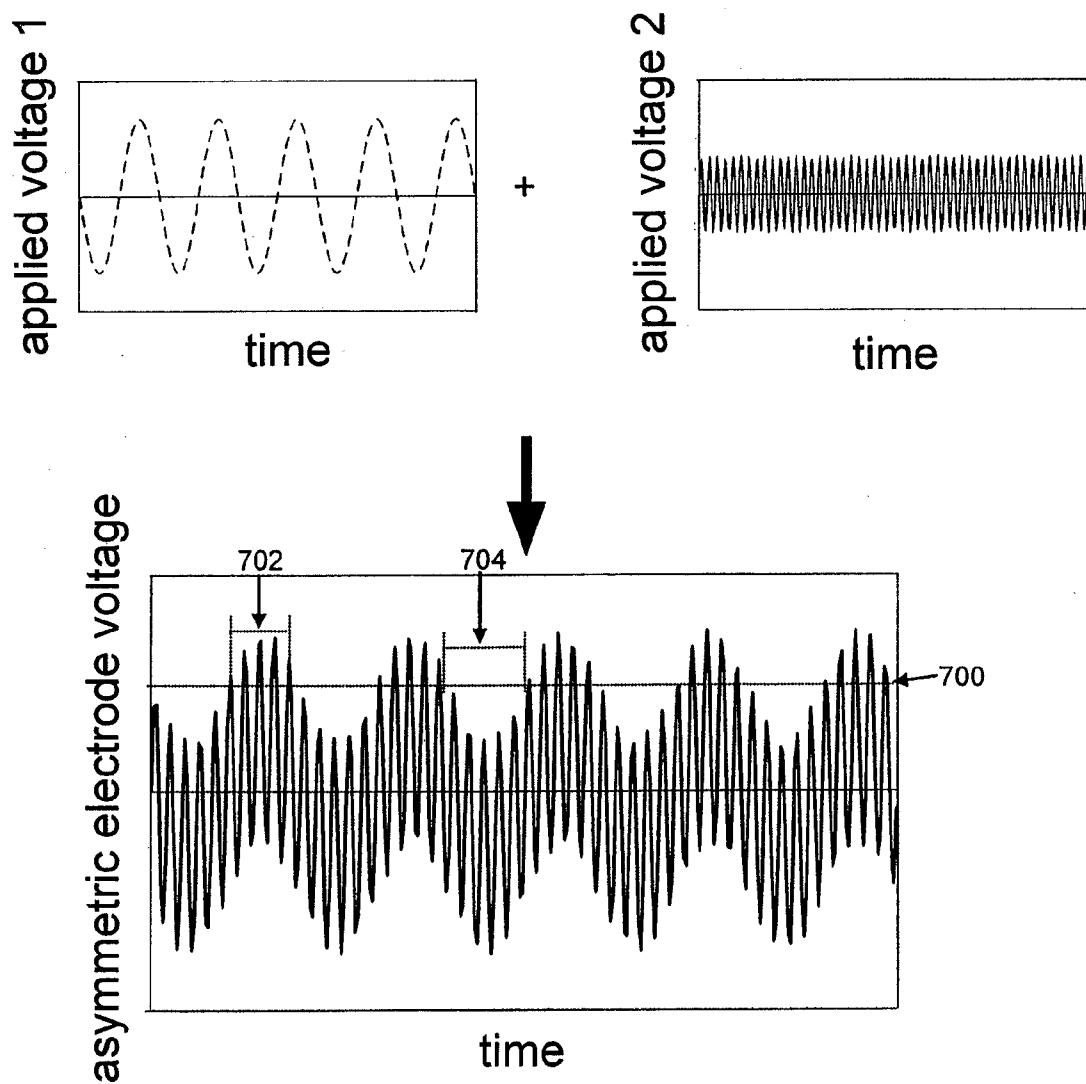 applied voltage 1
time
+
applied voltage 2
time
asymmetric electrode voltage
702
704
700
time